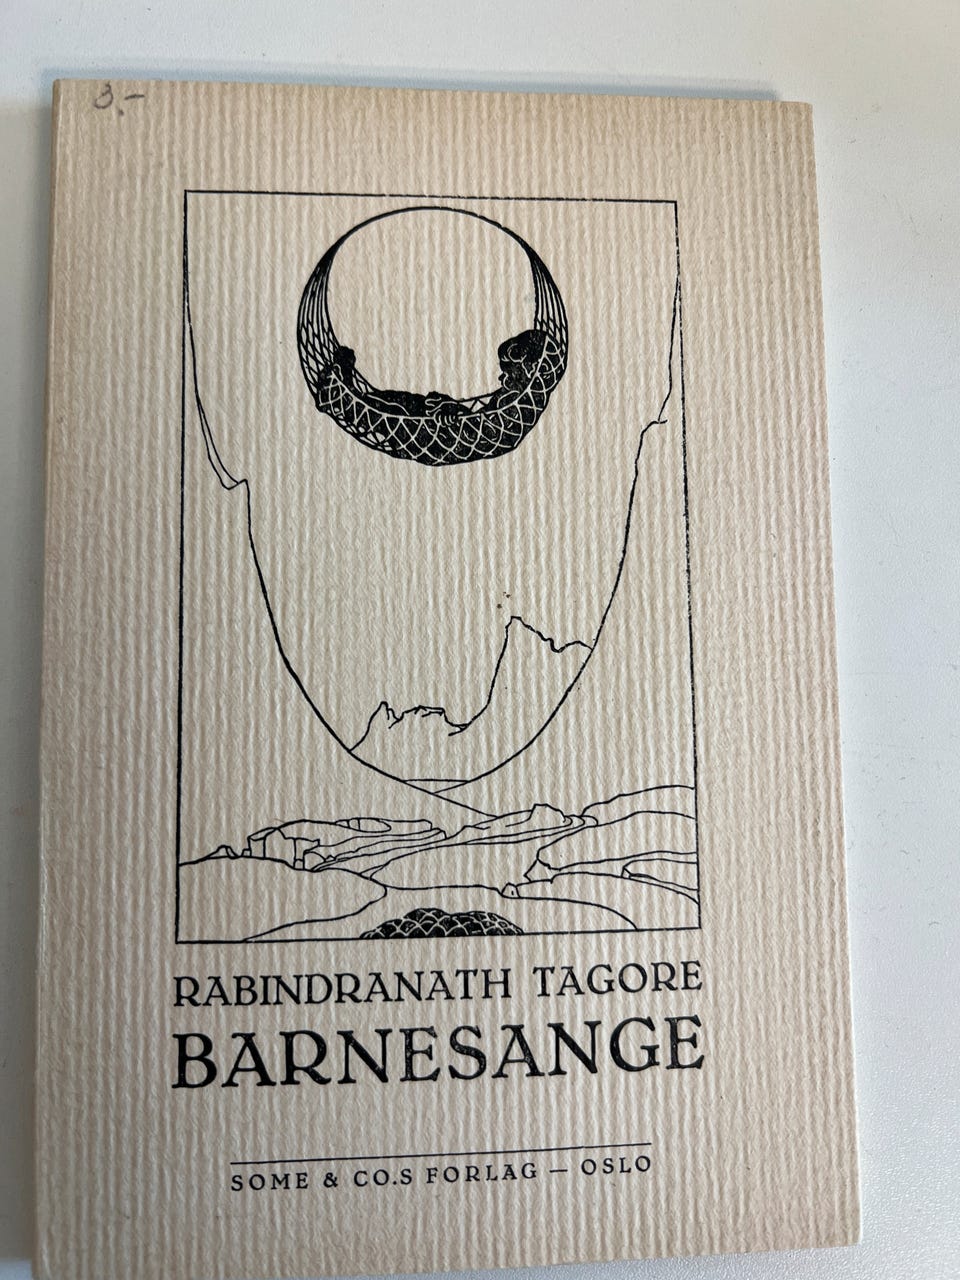 3.-
RABINDRANATH TAGORE
BARNESANGE
SOME & CO.S FORLAG — OSLO